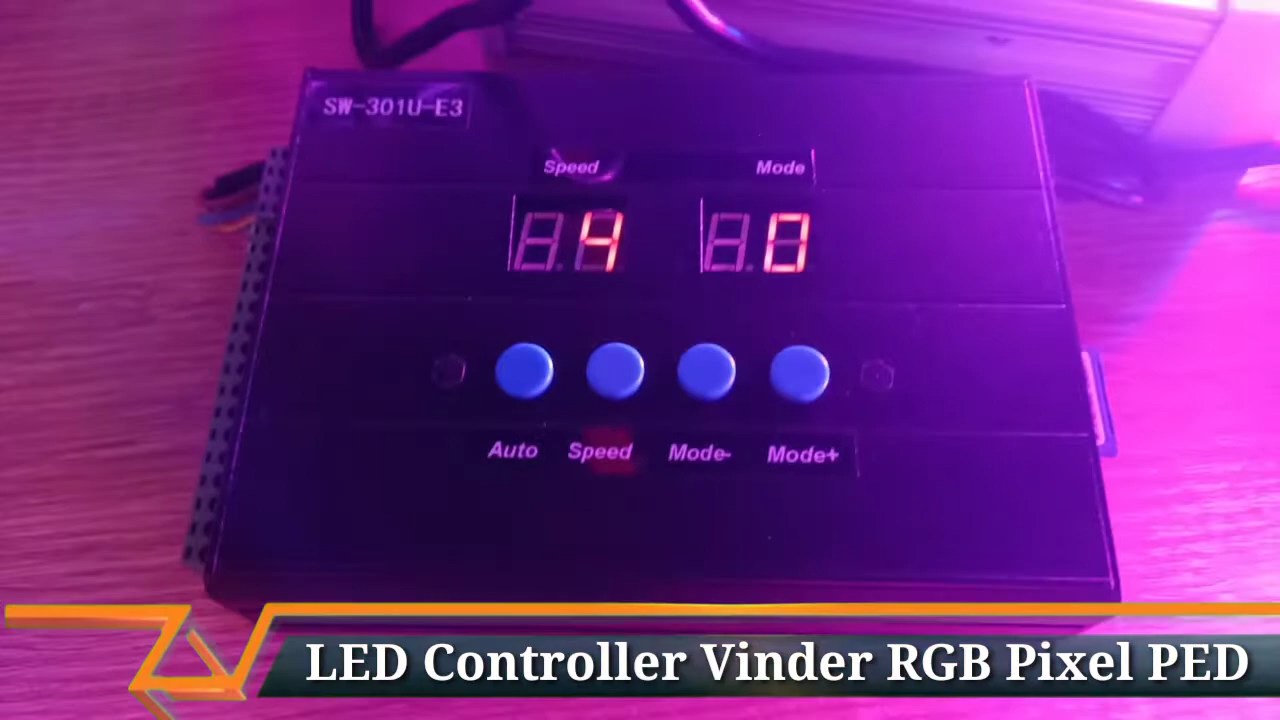 SW-301U-E3
Speed Mode
4 0
Auto Speed Mode- Mode+
LED Controller Vinder RGB Pixel PED